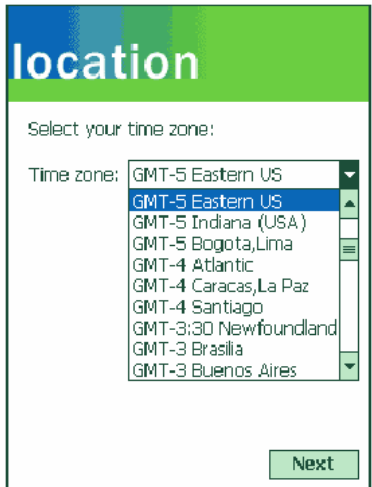 location
Select your time zone:
Time zone: GMT-5 Eastern US
GMT-5 Eastern US
GMT-5 Indiana (USA)
GMT-5 Bogota,Lima
GMT-4 Atlantic
GMT-4 Caracas,La Paz
GMT-4 Santiago
GMT-3:30 Newfoundland
GMT-3 Brasilia
GMT-3 Buenos Aires
Next